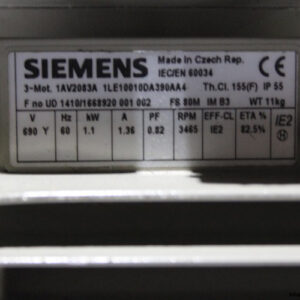 SIEMENS
Made in Czech Rep.
IEC/EN 60034
CE
3-Mot. 1AV2083A 1LE10010DA390AA4 Th.Cl. 155(F) IP 55
F no UD 1410/1668920 001 002 FS 80M IM B3 WT 11kg
V Hz kW A PF RPM EFF-CL ETA %
690 Y 60 1.1 1.36 0.82 3465 IE2 82,5% IE2